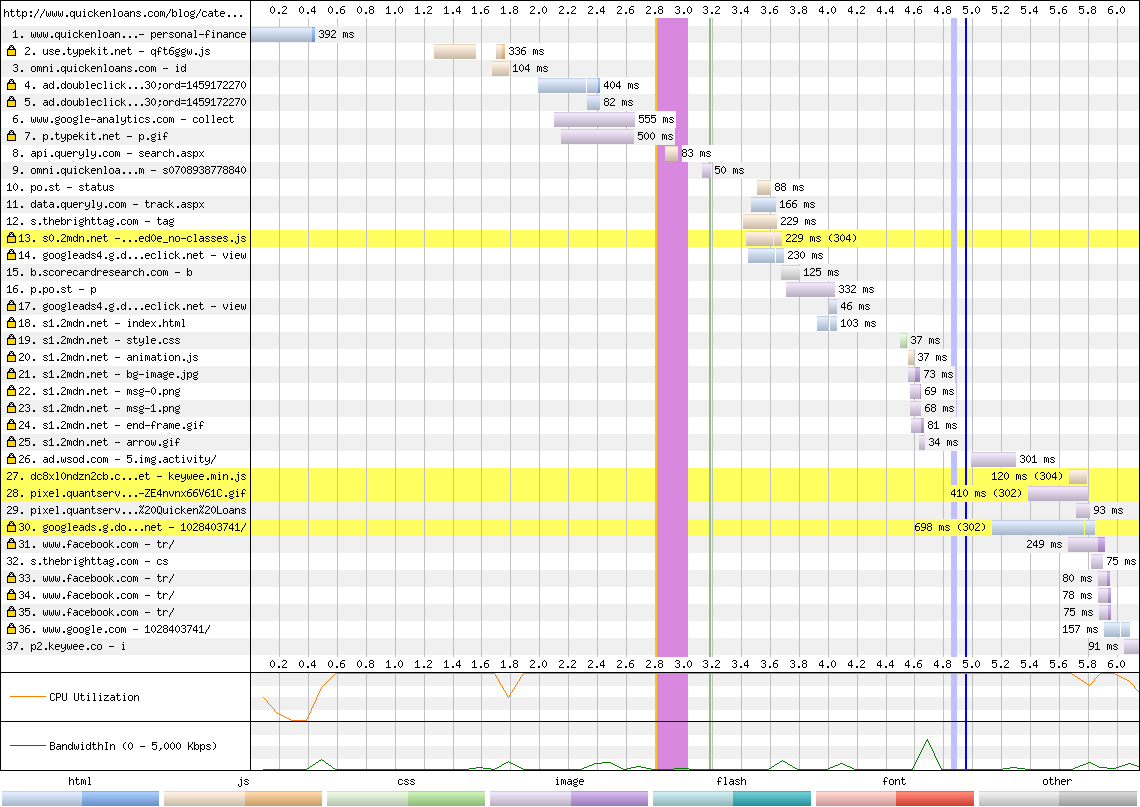 http://www.quickenloans.com/blog/cate...
0.2 0.4 0.6 0.8 1.0 1.2 1.4 1.6 1.8 2.0 2.2 2.4 2.6 2.8 3.0 3.2 3.4 3.6 3.8 4.0 4.2 4.4 4.6 4.8 5.0 5.2 5.4 5.6 5.8 6.0
1. www.quickenloan...- personal-finance 392 ms
2. use.typekit.net - qft6ggw.js 336 ms
3. omni.quickenloans.com - id 104 ms
4. ad.doubleclick...30;ord=1459172270 404 ms
5. ad.doubleclick...30;ord=1459172270 82 ms
6. www.google-analytics.com - collect 555 ms
7. p.typekit.net - p.gif 500 ms
8. api.queryly.com - search.aspx 83 ms
9. omni.quickenloa...m - s0708938778840 50 ms
10. po.st - status 88 ms
11. data.queryly.com - track.aspx 166 ms
12. s.thebrighttag.com - tag 229 ms
13. s0.2mdn.net -...ed0e_no-classes.js 229 ms (304)
14. googleads4.g.d...eclick.net - view 230 ms
15. b.scorecardresearch.com - b 125 ms
16. p.po.st - p 332 ms
17. googleads4.g.d...eclick.net - view 46 ms
18. s1.2mdn.net - index.html 103 ms
19. s1.2mdn.net - style.css 37 ms
20. s1.2mdn.net - animation.js 37 ms
21. s1.2mdn.net - bg-image.jpg 73 ms
22. s1.2mdn.net - msg-0.png 69 ms
23. s1.2mdn.net - msg-1.png 68 ms
24. s1.2mdn.net - end-frame.gif 81 ms
25. s1.2mdn.net - arrow.gif 34 ms
26. ad.wsod.com - 5.img.activity/ 301 ms
27. dc8xl0ndzn2cb.c...et - keywee.min.js 120 ms (304)
28. pixel.quantserv...-ZE4nvnx66V61C.gif 410 ms (302)
29. pixel.quantserv...%20Quicken%20Loans 93 ms
30. googleads.g.do...net - 1028403741/ 698 ms (302)
31. www.facebook.com - tr/ 249 ms
32. s.thebrighttag.com - cs 75 ms
33. www.facebook.com - tr/ 80 ms
34. www.facebook.com - tr/ 78 ms
35. www.facebook.com - tr/ 75 ms
36. www.google.com - 1028403741/ 157 ms
37. p2.keywee.co - i 91 ms
0.2 0.4 0.6 0.8 1.0 1.2 1.4 1.6 1.8 2.0 2.2 2.4 2.6 2.8 3.0 3.2 3.4 3.6 3.8 4.0 4.2 4.4 4.6 4.8 5.0 5.2 5.4 5.6 5.8 6.0
CPU Utilization
BandwidthIn (0 - 5,000 Kbps)
html js css image flash font other